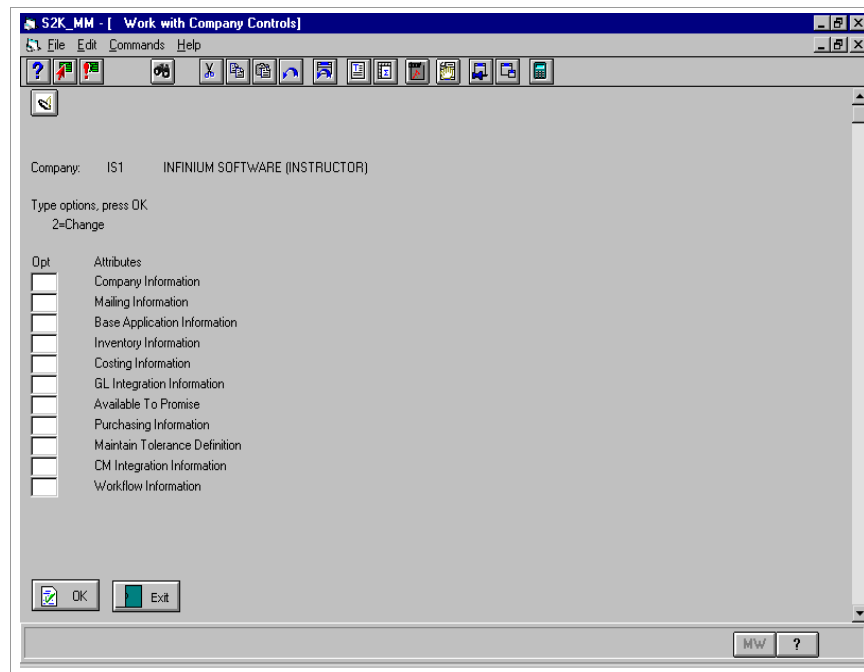 S2K_MM - [ Work with Company Controls]
File Edit Commands Help
Company: IS1 INFINIUM SOFTWARE (INSTRUCTOR)
Type options, press OK
2=Change
Opt Attributes
Company Information
Mailing Information
Base Application Information
Inventory Information
Costing Information
GL Integration Information
Available To Promise
Purchasing Information
Maintain Tolerance Definition
CM Integration Information
Workflow Information
OK Exit
MW ?